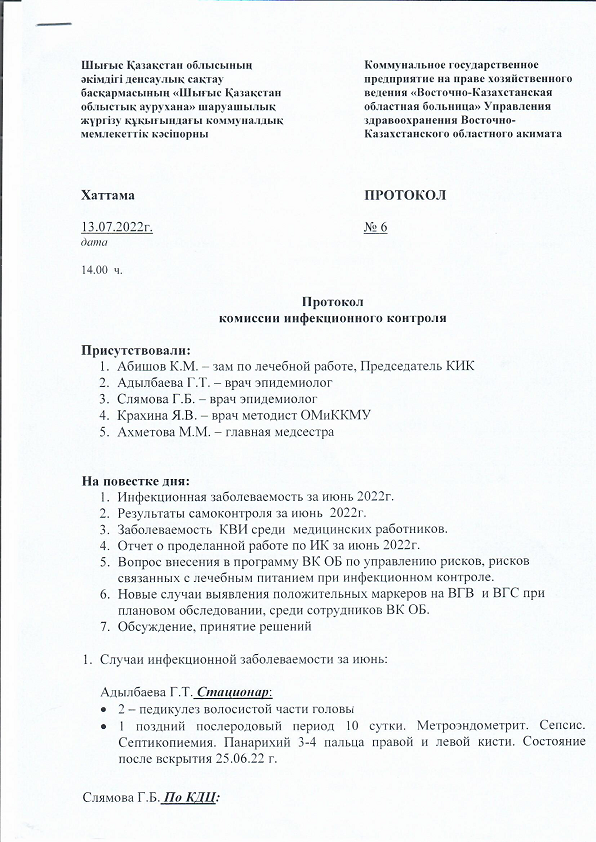 Шығыс Қазақстан облысының
әкімдігі денсаулық сақтау
басқармасының «Шығыс Қазақстан
облыстық аурухана» шаруашылық
жүргізу құқығындағы коммуналдық
мемлекеттік кәсіпорны
Коммунальное государственное
предприятие на праве хозяйственного
ведения «Восточно-Казахстанская
областная больница» Управления
здравоохранения Восточно-
Казахстанского областного акимата
Хаттама
ПРОТОКОЛ
13.07.2022г.
№ 6
дата
14.00 ч.
Протокол
комиссии инфекционного контроля
Присутствовали:
1. Абишов К.М. – зам по лечебной работе, Председатель КИК
2. Адылбаева Г.Т. – врач эпидемиолог
3. Слямова Г.Б. – врач эпидемиолог
4. Крахина Я.В. – врач методист ОМиККМУ
5. Ахметова М.М. – главная медсестра
На повестке дня:
1. Инфекционная заболеваемость за июнь 2022г.
2. Результаты самоконтроля за июнь 2022г.
3. Заболеваемость КВИ среди медицинских работников.
4. Отчет о проделанной работе по ИК за июнь 2022г.
5. Вопрос внесения в программу ВК ОБ по управлению рисков, рисков
связанных с лечебным питанием при инфекционном контроле.
6. Новые случаи выявления положительных маркеров на ВГВ и ВГС при
плановом обследовании, среди сотрудников ВК ОБ.
7. Обсуждение, принятие решений
1. Случаи инфекционной заболеваемости за июнь:
Адылбаева Г.Т. Стационар:
• 2 – педикулез волосистой части головы
• 1 поздний послеродовый период 10 сутки. Метроэндометрит. Сепсис.
Септикопиемия. Панарихий 3-4 пальца правой и левой кисти. Состояние
после вскрытия 25.06.22 г.
Слямова Г.Б. По КДЦ: